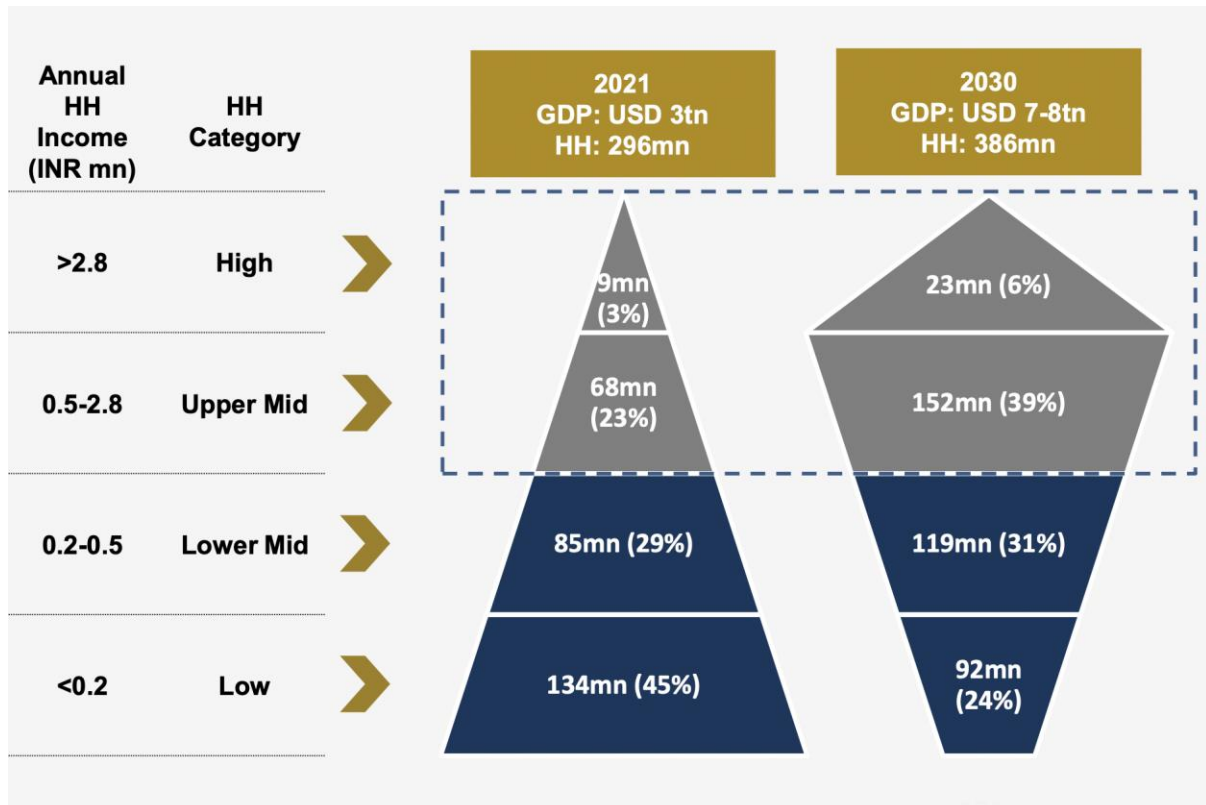 Annual
HH
Income
(INR mn)
HH
Category
2021
GDP: USD 3tn
HH: 296mn
2030
GDP: USD 7-8tn
HH: 386mn
>2.8
High
9mn
(3%)
23mn (6%)
0.5-2.8
Upper Mid
68mn
(23%)
152mn (39%)
0.2-0.5
Lower Mid
85mn (29%)
119mn (31%)
<0.2
Low
134mn (45%)
92mn
(24%)